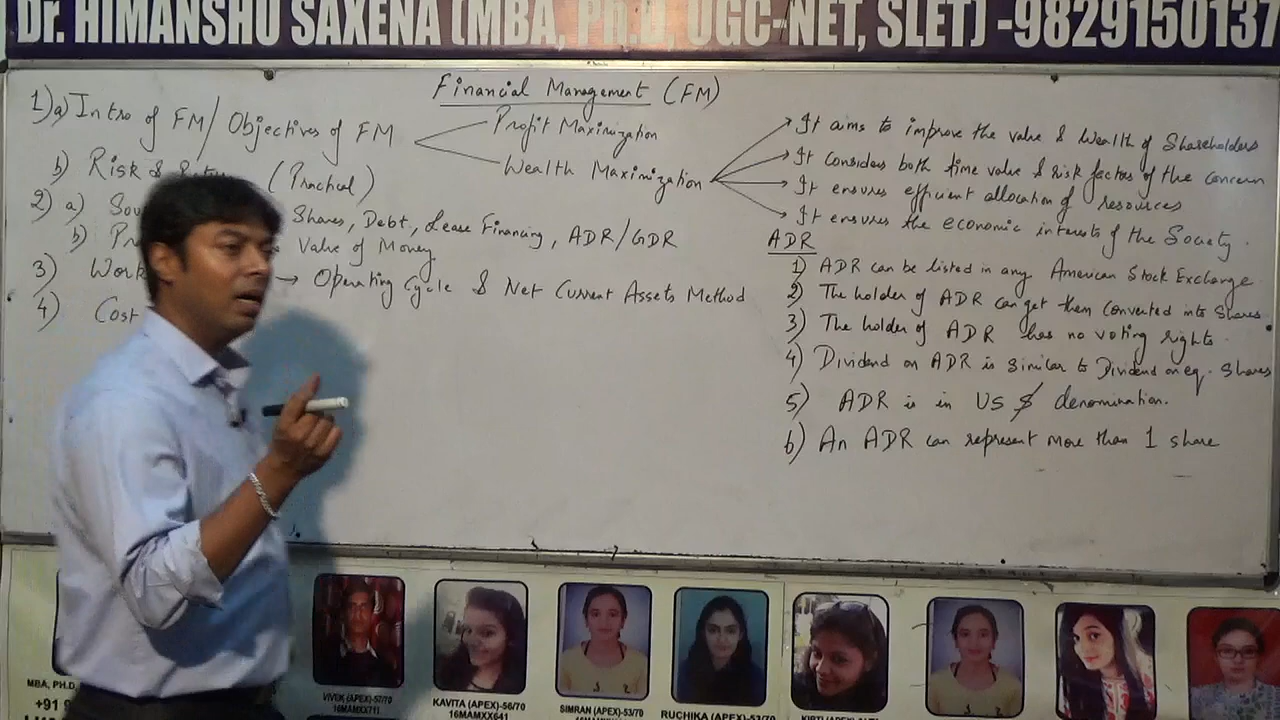 Dr. HIMANSHU SAXENA (MBA, Ph.D, UGC-NET, SLET) -9829150137
Financial Management (FM)
1) a) Intro of FM/ Objectives of FM
Profit Maximization
Wealth Maximization
It aims to improve the value & Wealth of Shareholders
It considers both time value & risk factors of the concern
It ensures efficient allocation of resources
It ensures the economic interests of the Society.
b) Risk & (Practical)
2) a) Shares, Debt, Lease Financing, ADR/GDR
b) Value of Money
3) Work → Operating Cycle & Net Current Assets Method
4) Cost
ADR
1) ADR can be listed in any American Stock Exchange
2) The holder of ADR can get them converted into Shares
3) The holder of ADR has no voting rights.
4) Dividend on ADR is similar to Dividend on eq. Shares
5) ADR is in US $ denomination.
6) An ADR can represent more than 1 share
MBA, PH.D
+91 9
VIVEK (APEX)-57/70
16MAMXX711
KAVITA (APEX)-56/70
16MAMXX641
SIMRAN (APEX)-53/70
RUCHIKA (APEX)-53/70